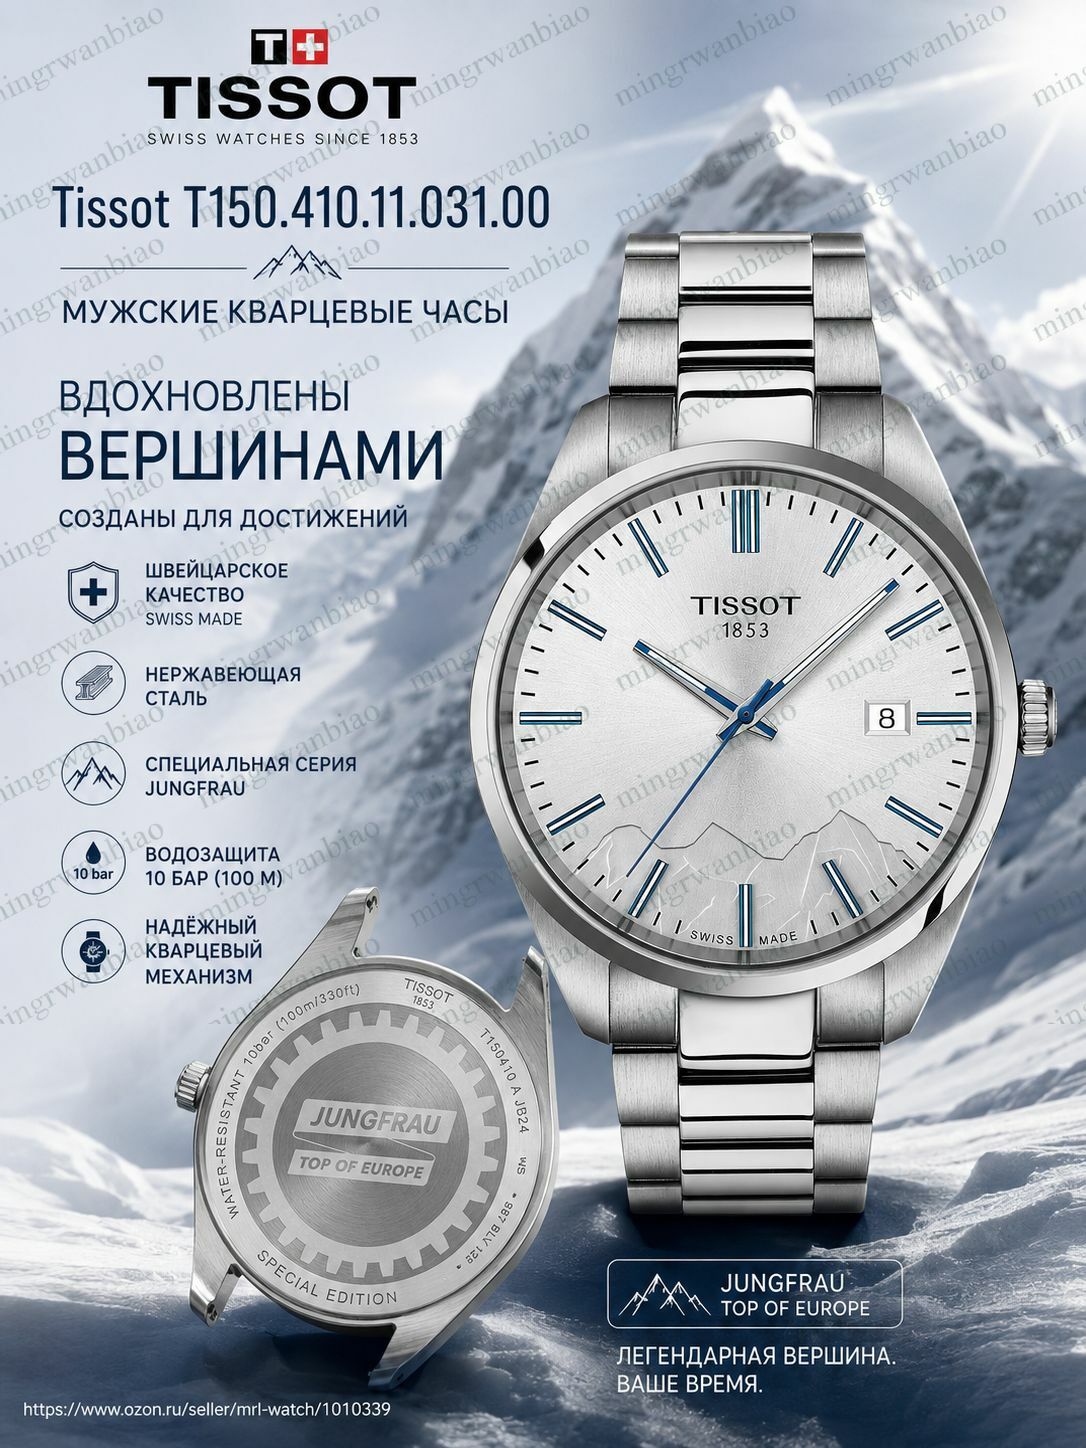 TISSOT
SWISS WATCHES SINCE 1853
Tissot T150.410.11.031.00
МУЖСКИЕ КВАРЦЕВЫЕ ЧАСЫ
ВДОХНОВЛЕНЫ
ВЕРШИНАМИ
СОЗДАНЫ ДЛЯ ДОСТИЖЕНИЙ
ШВЕЙЦАРСКОЕ
КАЧЕСТВО
SWISS MADE
НЕРЖАВЕЮЩАЯ
СТАЛЬ
СПЕЦИАЛЬНАЯ СЕРИЯ
JUNGFRAU
10 bar
ВОДОЗАЩИТА
10 БАР (100 М)
НАДЁЖНЫЙ
КВАРЦЕВЫЙ
МЕХАНИЗМ
TISSOT
1853
8
SWISS MADE
WATER-RESISTANT 10bar (100m/330ft)
TISSOT
1853
T150410 A JB24 WS
JUNGFRAU
TOP OF EUROPE
SPECIAL EDITION
JUNGFRAU
TOP OF EUROPE
ЛЕГЕНДАРНАЯ ВЕРШИНА.
ВАШЕ ВРЕМЯ.
https://www.ozon.ru/seller/mrl-watch/1010339
mingrwanbiao